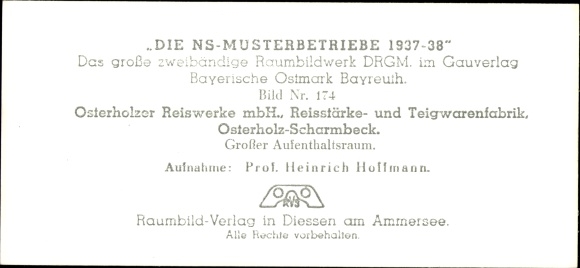 „DIE NS-MUSTERBETRIEBE 1937-38“
Das große zweibändige Raumbildwerk DRGM. im Gauverlag
Bayerische Ostmark Bayreuth.
Bild Nr. 174
Osterholzer Reiswerke mbH., Reisstärke- und Teigwarenfabrik,
Osterholz-Scharmbeck.
Großer Aufenthaltsraum.
Aufnahme: Prof. Heinrich Hoffmann.
Raumbild-Verlag in Diessen am Ammersee.
Alle Rechte vorbehalten.